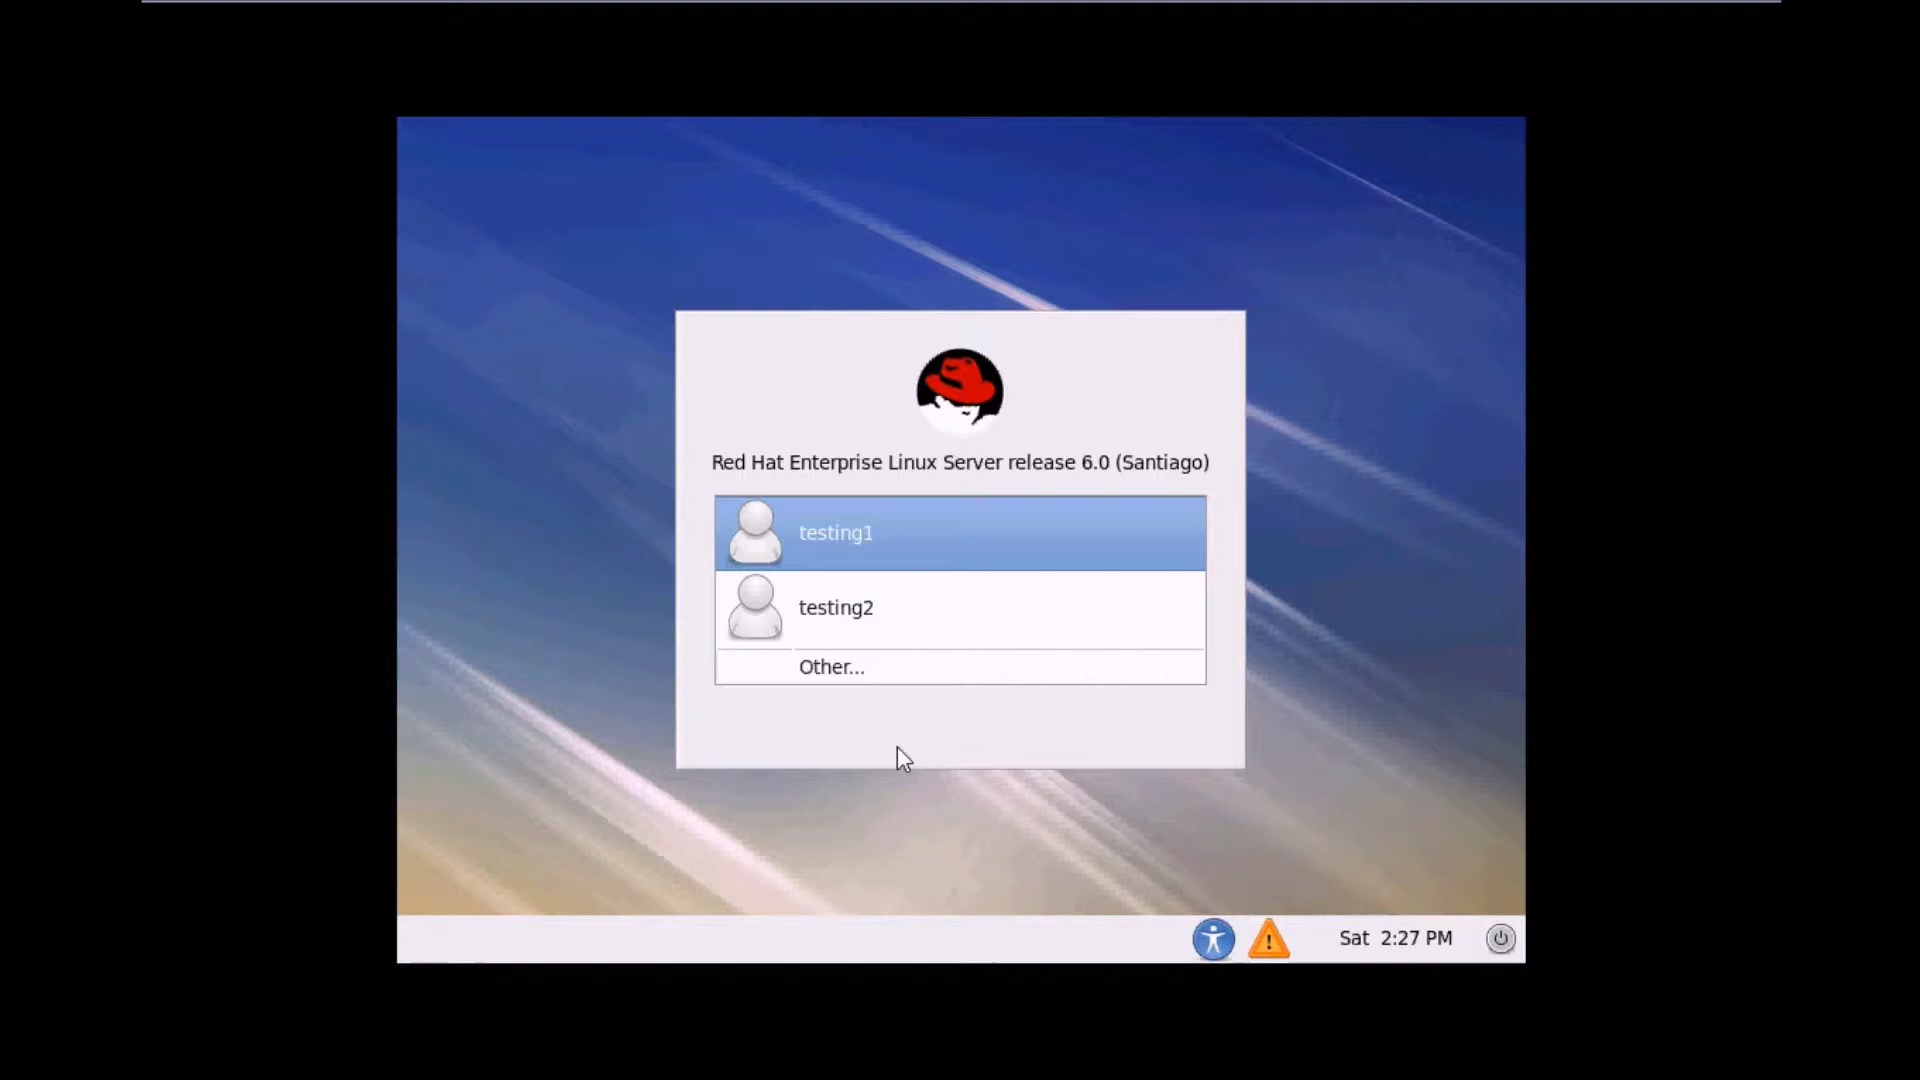 Red Hat Enterprise Linux Server release 6.0 (Santiago)
testing1
testing2
Other...
Sat 2:27 PM